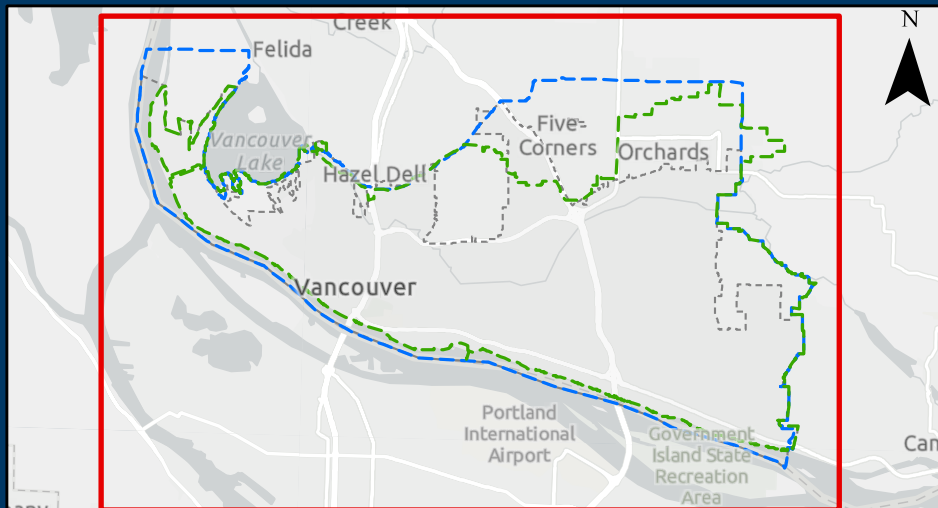 Creek
N
Felida
Vancouver
Lake
Five
Corners
Orchards
Hazel Dell
Vancouver
Portland
International
Airport
Government
Island State
Recreation
Area
Cam